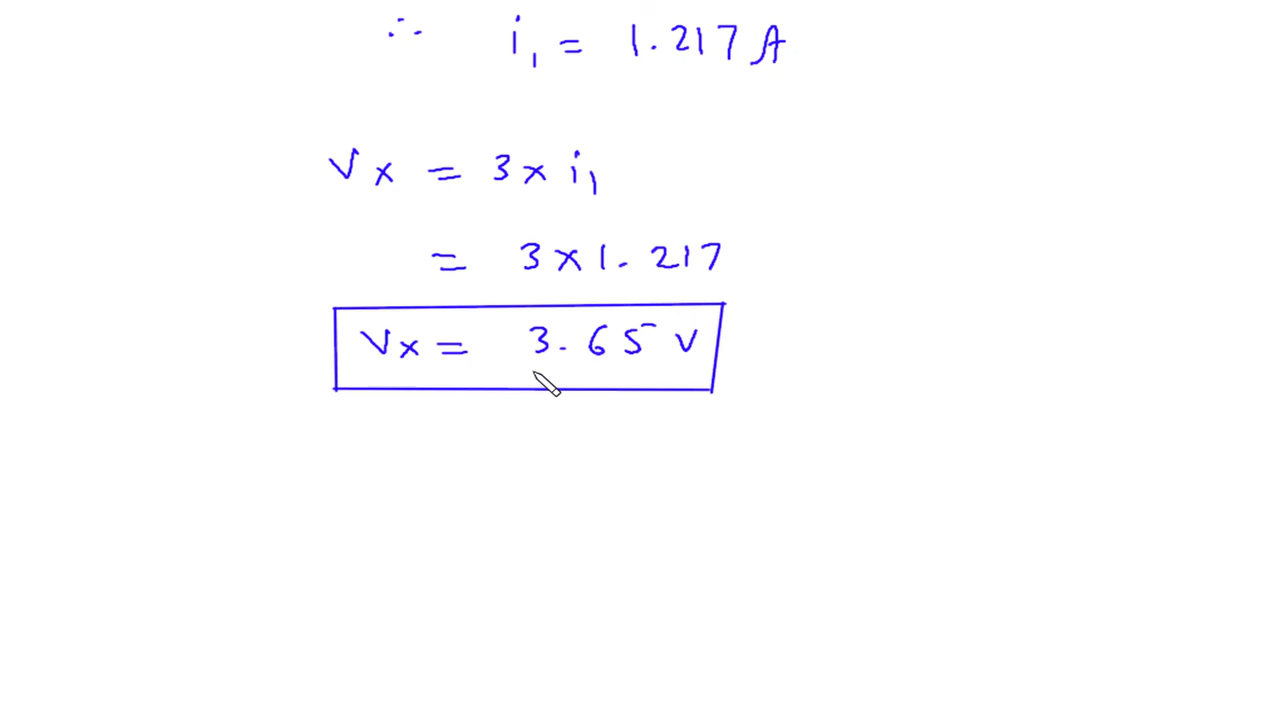 ∴ i₁ = 1.217 A
Vx = 3 x i₁
= 3 x 1.217
Vx = 3.65 V